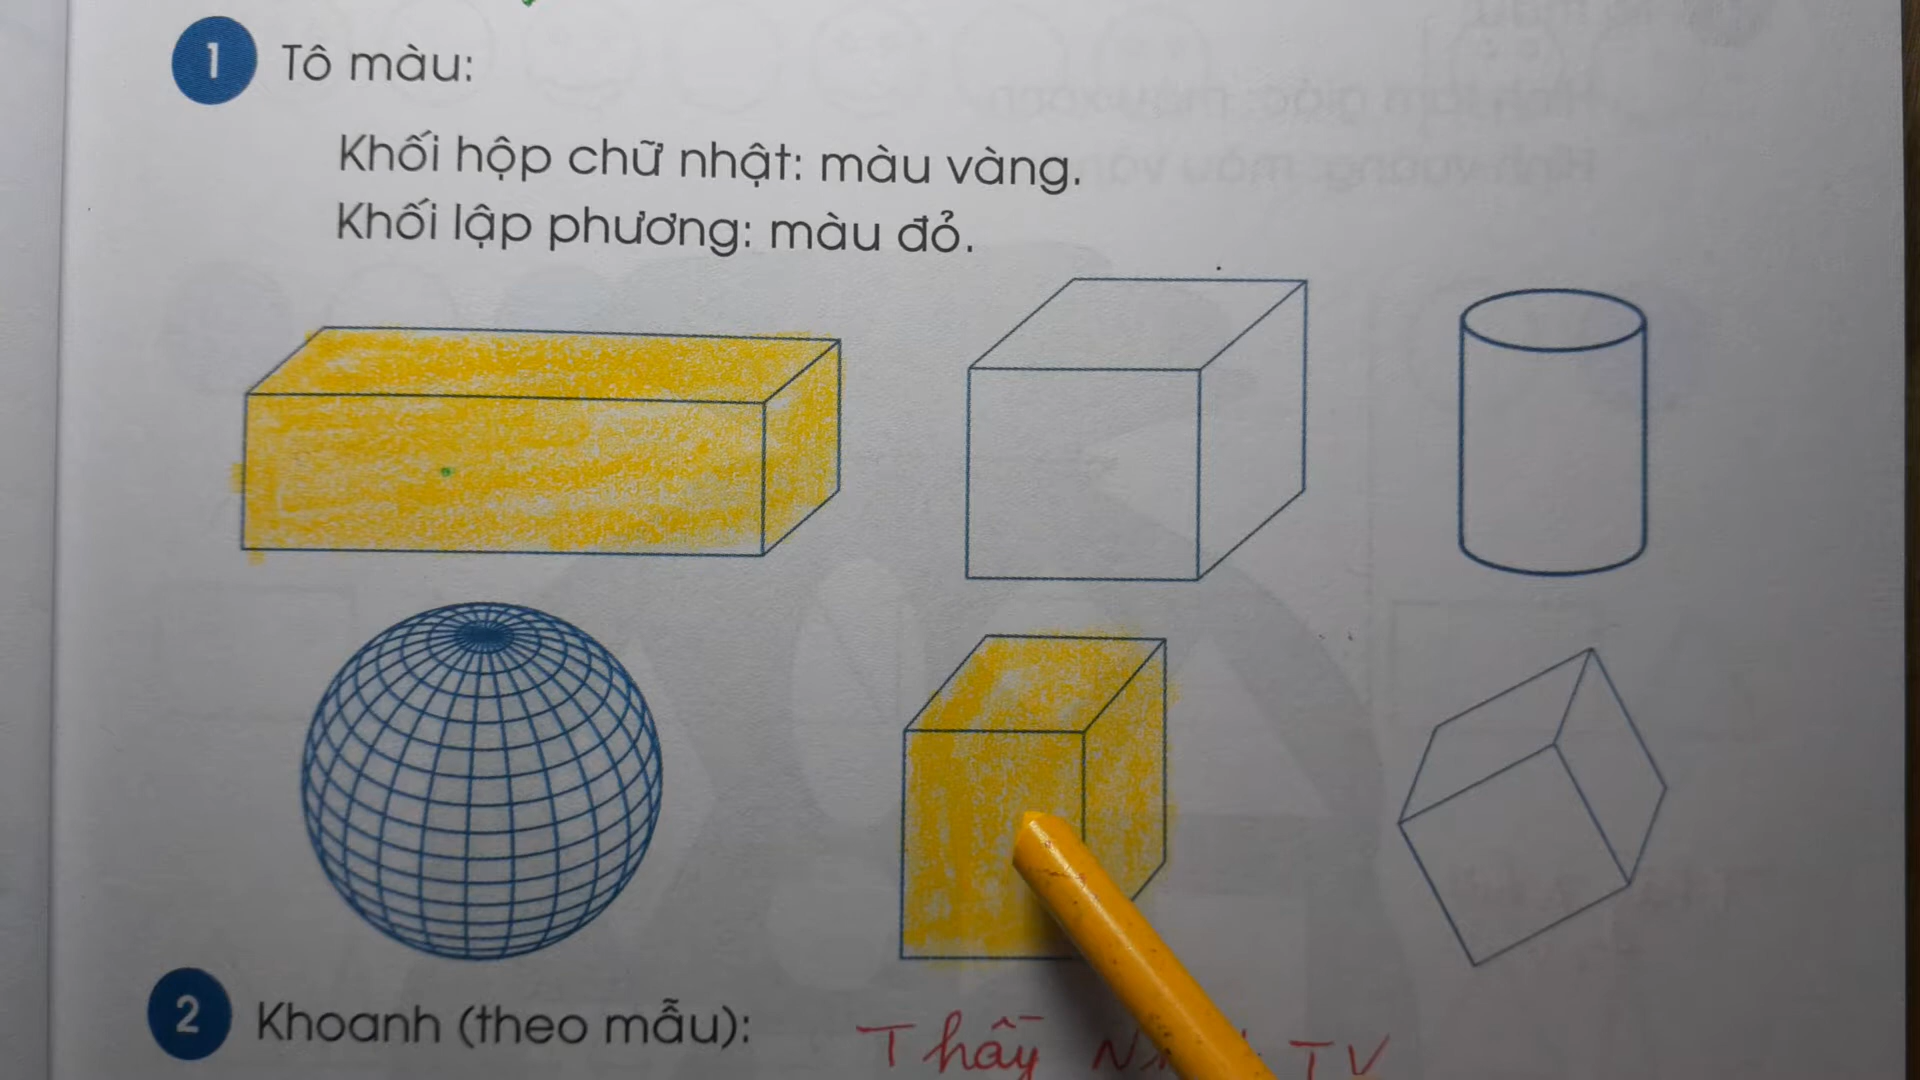 1 Tô màu:
Khối hộp chữ nhật: màu vàng.
Khối lập phương: màu đỏ.
2 Khoanh (theo mẫu):
Thầy TV